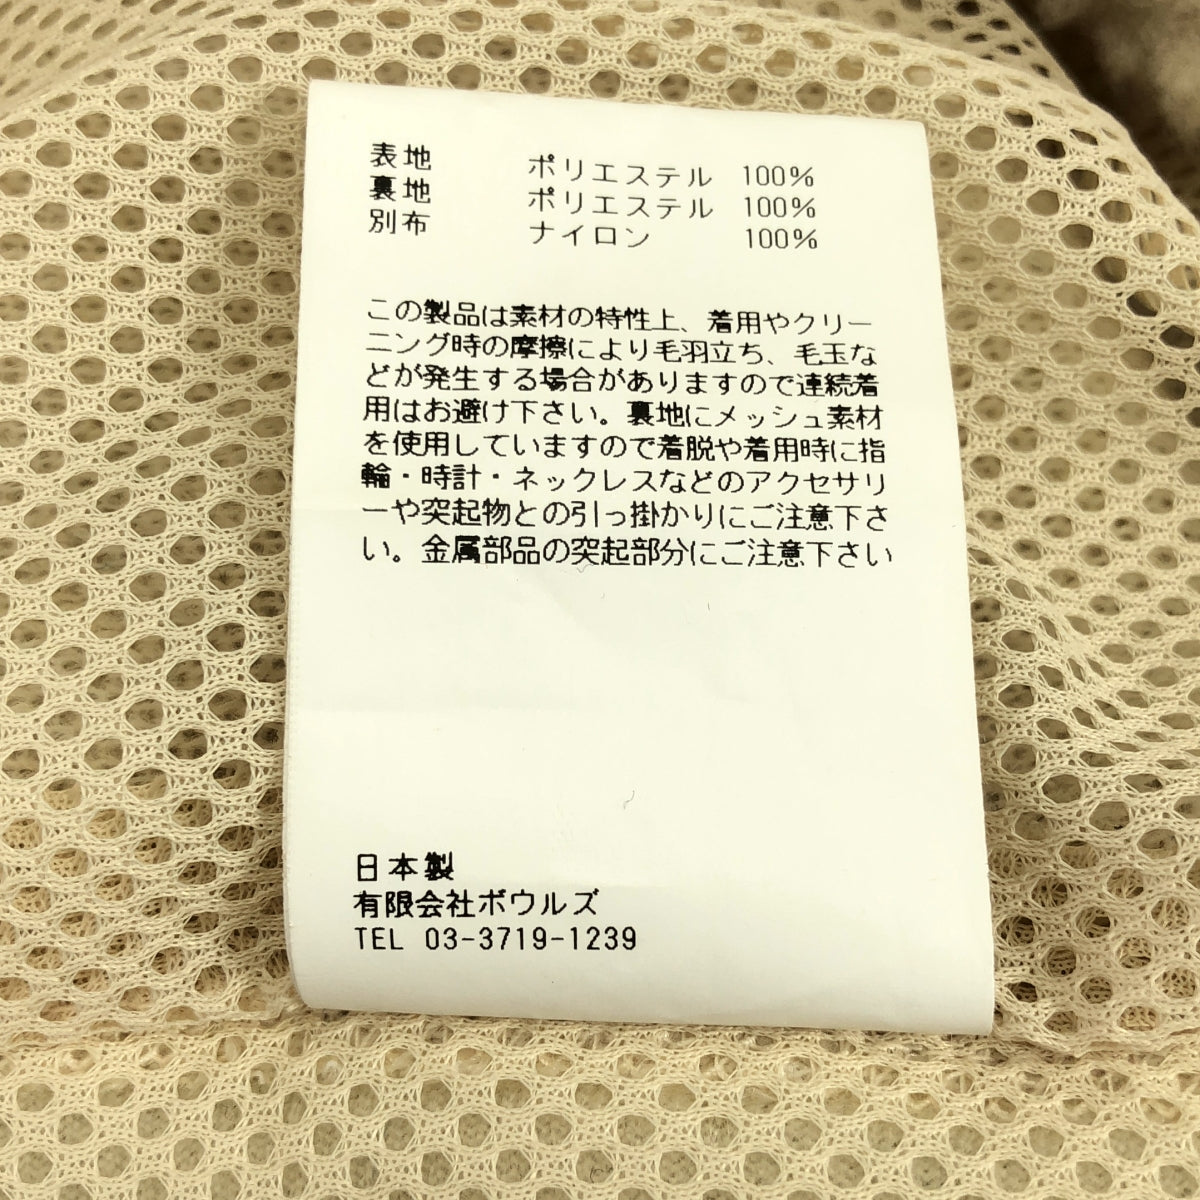 表地 ポリエステル 100%
裏地 ポリエステル 100%
別布 ナイロン 100%
この製品は素材の特性上、着用やクリー
ニング時の摩擦により毛羽立ち、毛玉な
どが発生する場合がありますので連続着
用はお避け下さい。裏地にメッシュ素材
を使用していますので着脱や着用時に指
輪・時計・ネックレスなどのアクセサリ
ーや突起物との引っ掛かりにご注意下さ
い。金属部品の突起部分にご注意下さい
日本製
有限会社ボウルズ
TEL 03-3719-1239